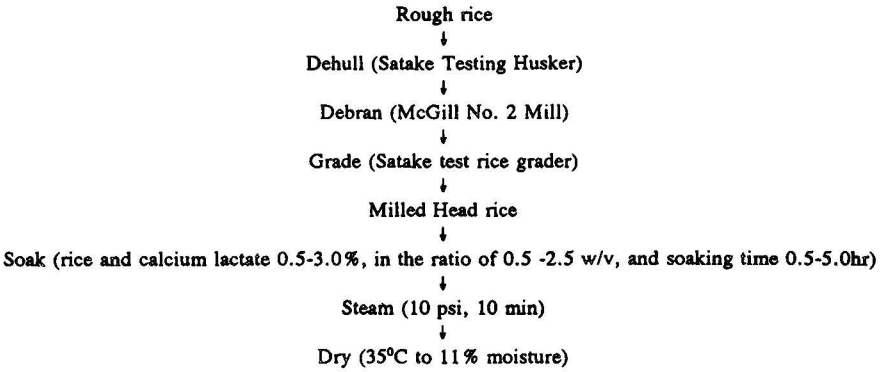 Rough rice
↓
Dehull (Satake Testing Husker)
↓
Debran (McGill No. 2 Mill)
↓
Grade (Satake test rice grader)
↓
Milled Head rice
↓
Soak (rice and calcium lactate 0.5-3.0%, in the ratio of 0.5 -2.5 w/v, and soaking time 0.5-5.0hr)
↓
Steam (10 psi, 10 min)
↓
Dry (35⁰C to 11% moisture)